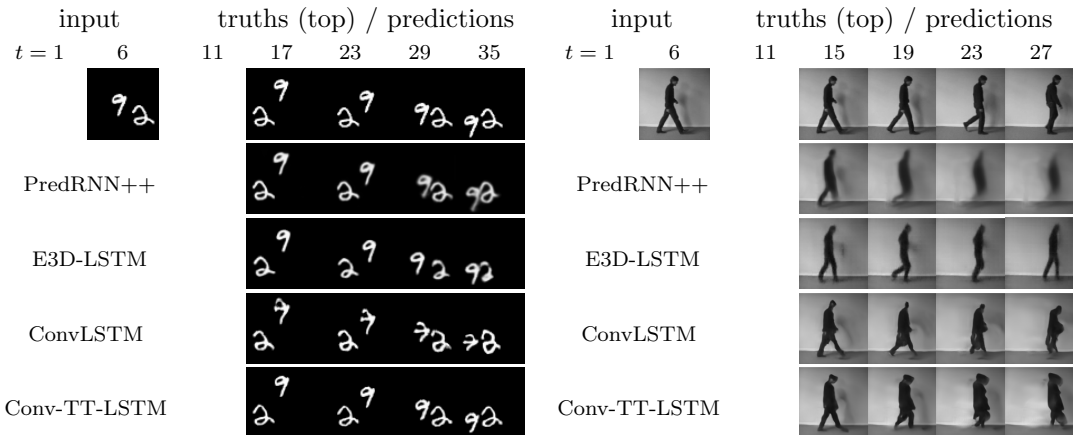 input truths (top) / predictions input truths (top) / predictions
t = 1 6 11 17 23 29 35 t = 1 6 11 15 19 23 27
PredRNN++ PredRNN++
E3D-LSTM E3D-LSTM
ConvLSTM ConvLSTM
Conv-TT-LSTM Conv-TT-LSTM